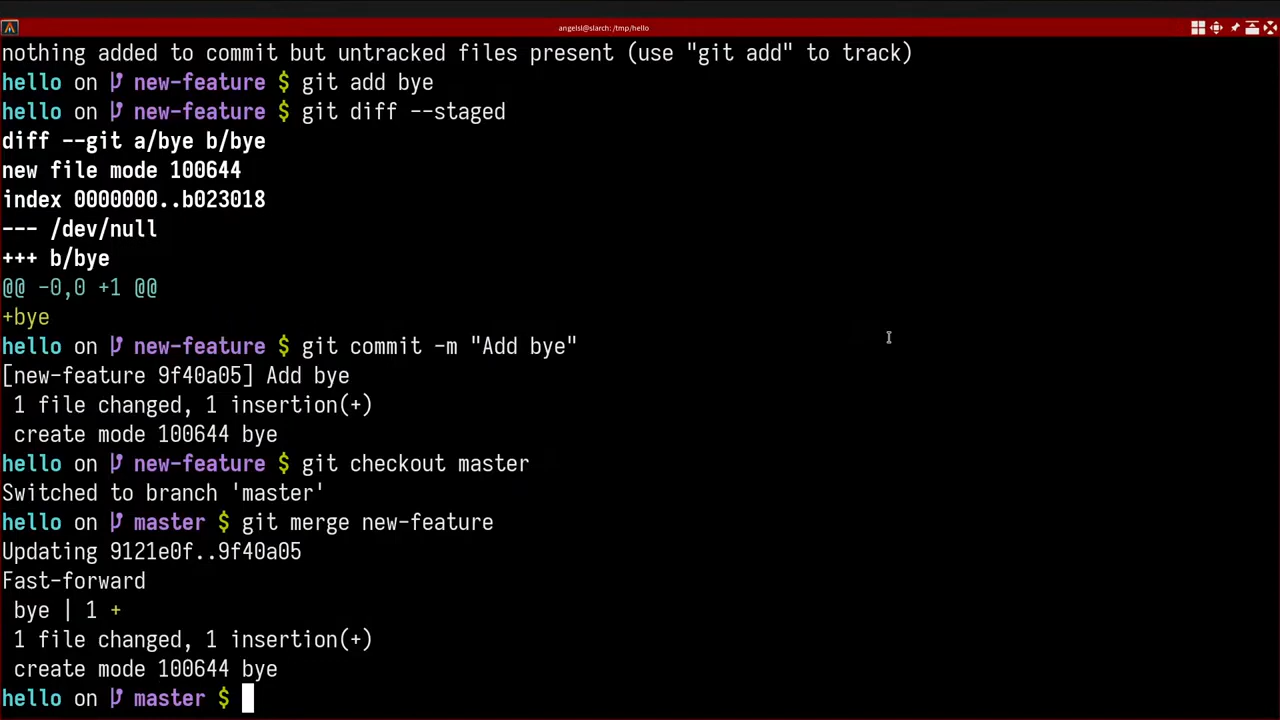 angelsl@slarch: /tmp/hello
nothing added to commit but untracked files present (use "git add" to track)
hello on new-feature $ git add bye
hello on new-feature $ git diff --staged
diff --git a/bye b/bye
new file mode 100644
index 0000000..b023018
--- /dev/null
+++ b/bye
@@ -0,0 +1 @@
+bye
hello on new-feature $ git commit -m "Add bye"
[new-feature 9f40a05] Add bye
 1 file changed, 1 insertion(+)
 create mode 100644 bye
hello on new-feature $ git checkout master
Switched to branch 'master'
hello on master $ git merge new-feature
Updating 9121e0f..9f40a05
Fast-forward
 bye | 1 +
 1 file changed, 1 insertion(+)
 create mode 100644 bye
hello on master $